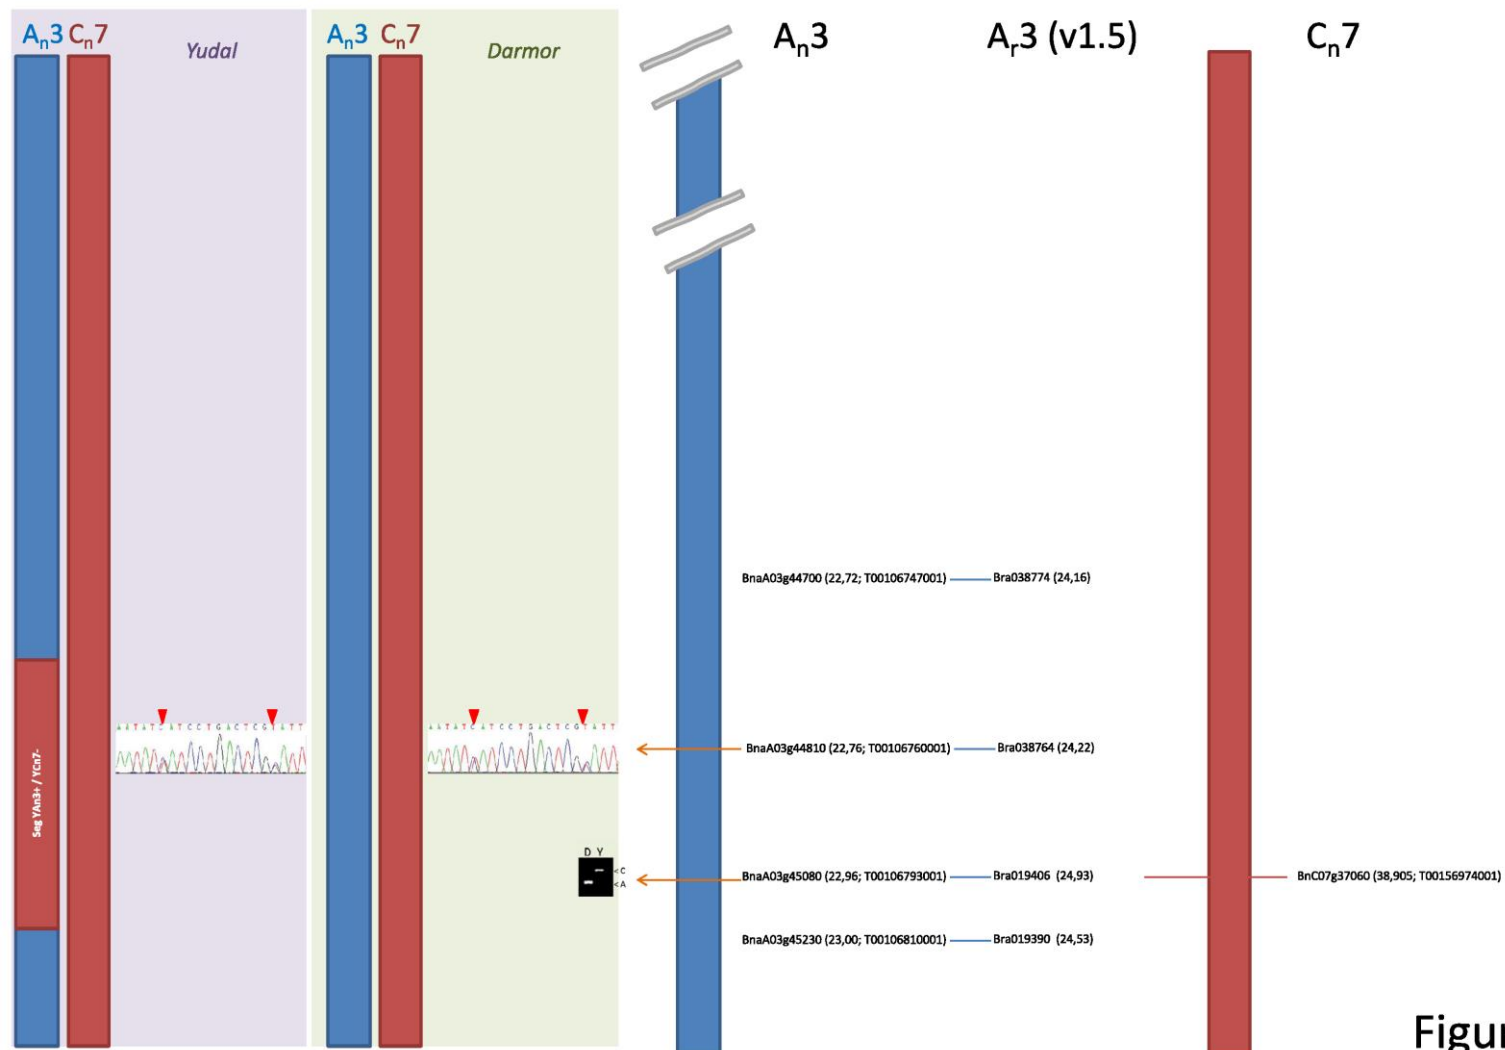 An3 Cn7 Yudal
An3 Cn7 Darmor
An3 Ar3 (v1.5) Cn7
BnaA03g44700 (22,72; T00106747001) Bra038774 (24,16)
Seg YAn3+ / YCn7-
A A T A T C A T C C T G A C T C G T A T T
A A T A T C A T C C T G A C T C G T A T T
BnaA03g44810 (22,76; T00106760001) Bra038764 (24,22)
D Y
<C
<A
BnaA03g45080 (22,96; T00106793001) Bra019406 (24,93) BnC07g37060 (38,905; T00156974001)
BnaA03g45230 (23,00; T00106810001) Bra019390 (24,53)
Figur